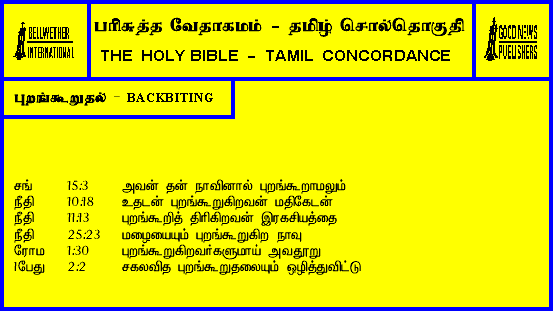 BELLWETHER
INTERNATIONAL
பரிசுத்த வேதாகமம் - தமிழ் சொல்தொகுதி
THE HOLY BIBLE - TAMIL CONCORDANCE
GOOD NEWS
PUBLISHERS
புறங்கூறுதல் - BACKBITING
சங் 15:3 அவன் தன் நாவினால் புறங்கூறாமலும்
நீதி 10:18 உதடன் புறங்கூறுகிறவன் மதிகேடன்
நீதி 11:13 புறங்கூறித் திரிகிறவன் இரகசியத்தை
நீதி 25:23 மழையையும் புறங்கூறுகிற நாவு
ரோம 1:30 புறங்கூறுகிறவர்களுமாய் அவதூறு
1பேது 2:2 சகலவித புறங்கூறுதலையும் ஒழித்துவிட்டு